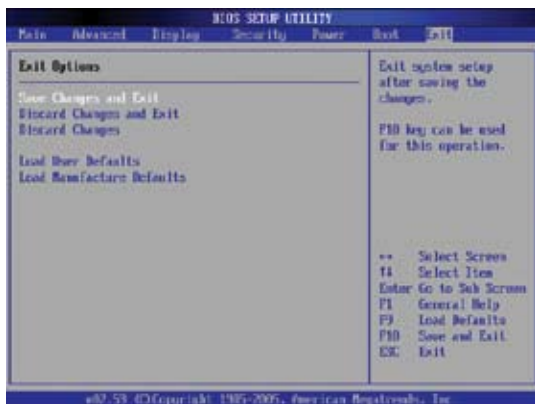 BIOS SETUP UTILITY
Main Advanced Display Security Power Boot Exit
Exit Options
Save Changes and Exit
Discard Changes and Exit
Discard Changes
Load User Defaults
Load Manufacture Defaults
Exit system setup
after saving the
changes.
F10 key can be used
for this operation.
↔ Select Screen
↑↓ Select Item
Enter Go to Sub Screen
F1 General Help
F9 Load Defaults
F10 Save and Exit
ESC Exit
v02.53 (C)Copyright 1985-2005, American Megatrends, Inc